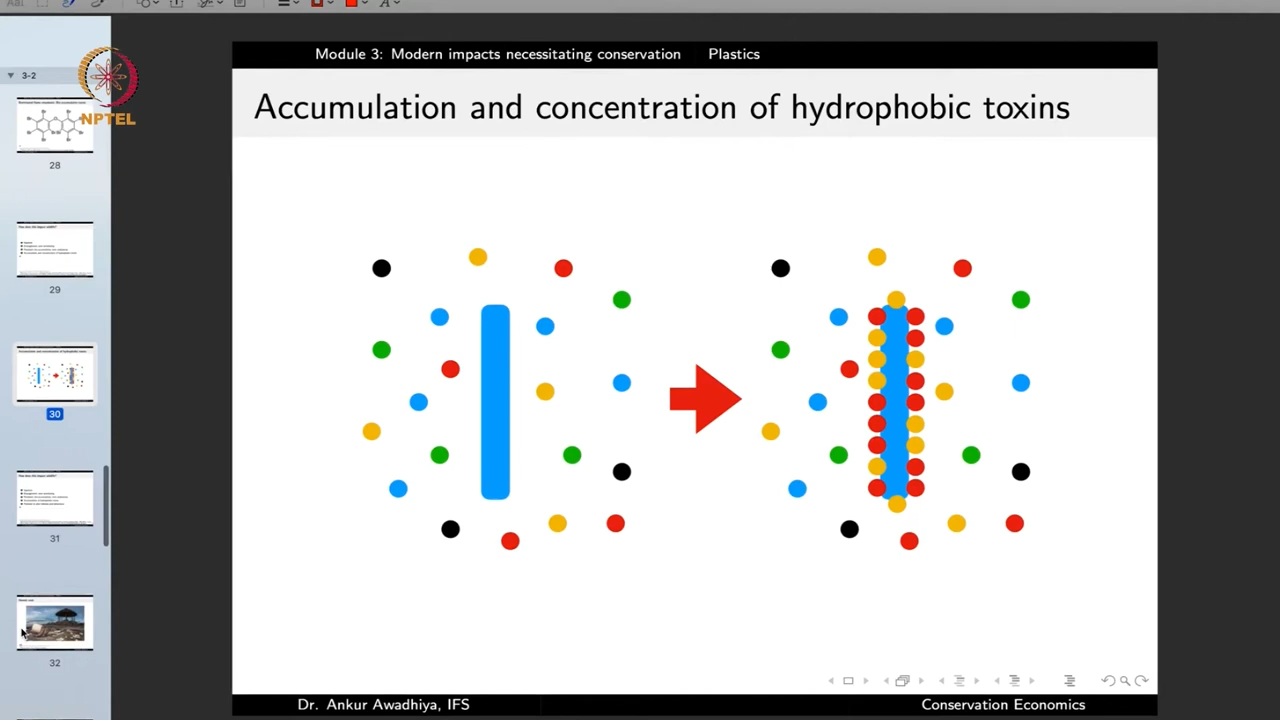 Module 3: Modern impacts necessitating conservation Plastics
Accumulation and concentration of hydrophobic toxins
3-2
NPTEL
28
29
30
31
32
Dr. Ankur Awadhiya, IFS Conservation Economics